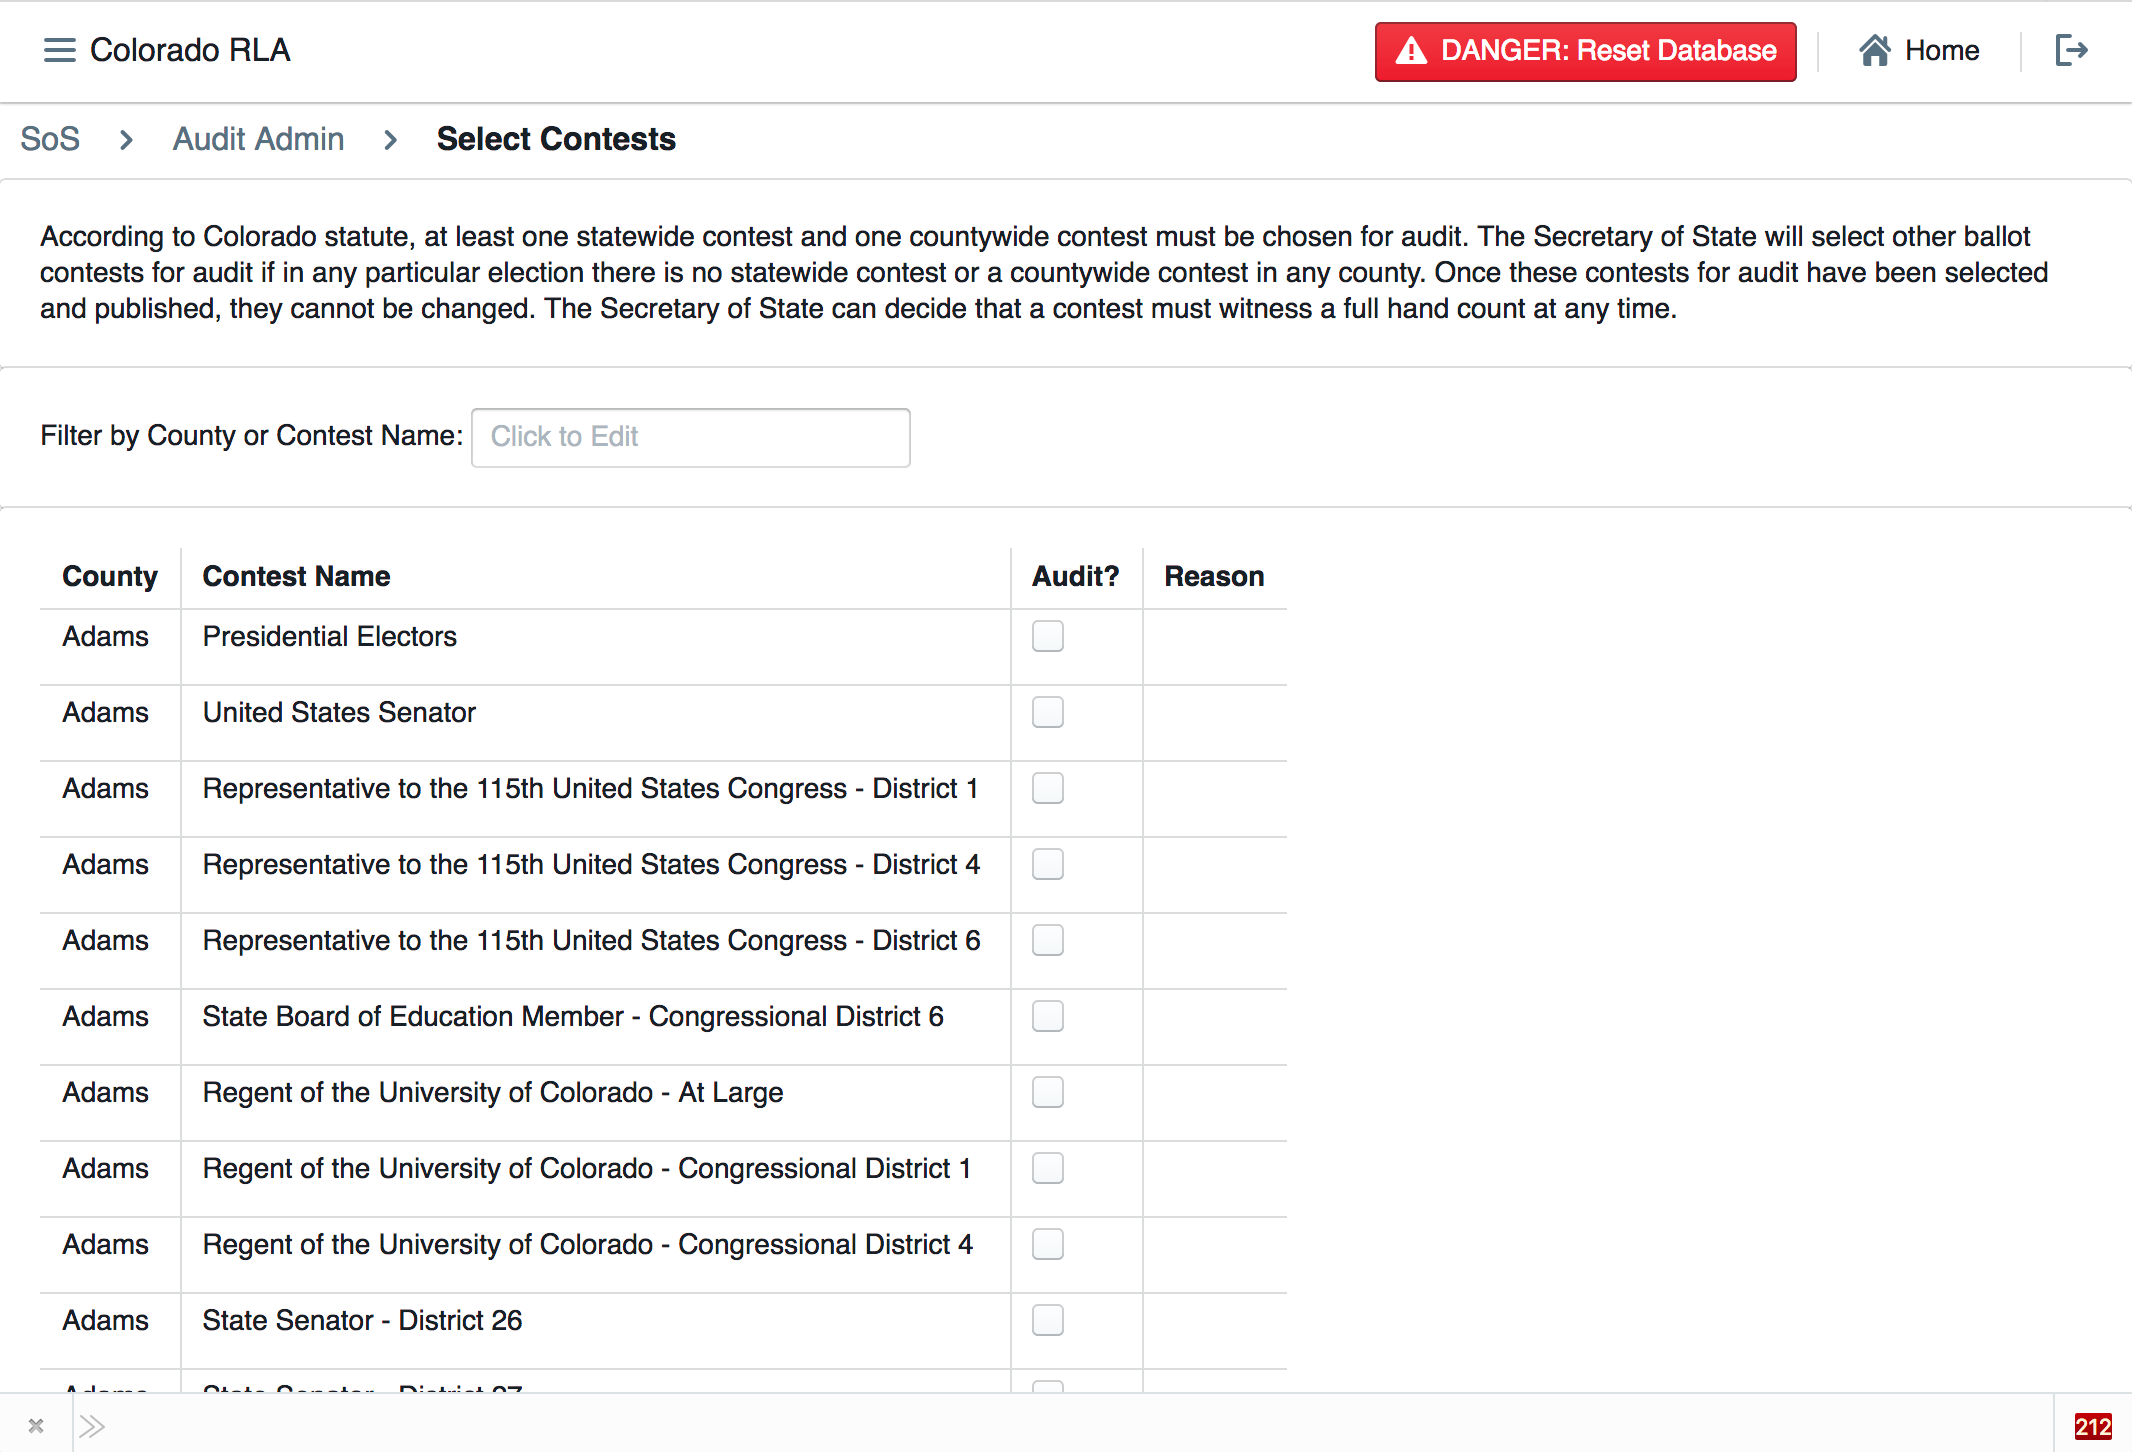 Colorado RLA
DANGER: Reset Database
Home
SoS > Audit Admin > Select Contests
According to Colorado statute, at least one statewide contest and one countywide contest must be chosen for audit. The Secretary of State will select other ballot
contests for audit if in any particular election there is no statewide contest or a countywide contest in any county. Once these contests for audit have been selected
and published, they cannot be changed. The Secretary of State can decide that a contest must witness a full hand count at any time.
Filter by County or Contest Name: Click to Edit
County Contest Name Audit? Reason
Adams Presidential Electors
Adams United States Senator
Adams Representative to the 115th United States Congress - District 1
Adams Representative to the 115th United States Congress - District 4
Adams Representative to the 115th United States Congress - District 6
Adams State Board of Education Member - Congressional District 6
Adams Regent of the University of Colorado - At Large
Adams Regent of the University of Colorado - Congressional District 1
Adams Regent of the University of Colorado - Congressional District 4
Adams State Senator - District 26
Adams State Senator - District 27
212